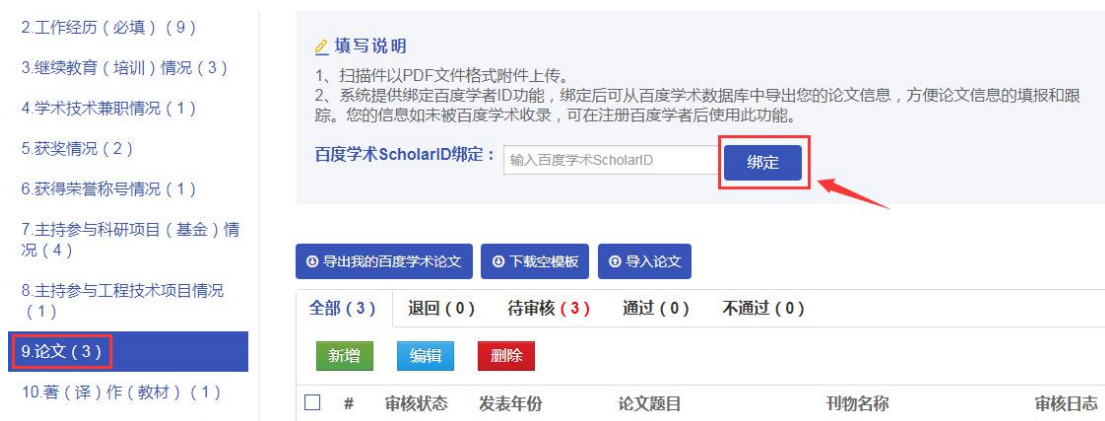 2.工作经历（必填）（9）
3.继续教育（培训）情况（3）
4.学术技术兼职情况（1）
5.获奖情况（2）
6.获得荣誉称号情况（1）
7.主持参与科研项目（基金）情
况（4）
8.主持参与工程技术项目情况
（1）
9.论文（3）
10.著（译）作（教材）（1）
填写说明
1、扫描件以PDF文件格式附件上传。
2、系统提供绑定百度学者ID功能，绑定后可从百度学术数据库中导出您的论文信息，方便论文信息的填报和跟
踪。您的信息如未被百度学术收录，可在注册百度学者后使用此功能。
百度学术ScholarID绑定： 输入百度学术ScholarID 绑定
导出我的百度学术论文 下载空模板 导入论文
全部（3） 退回（0） 待审核（3） 通过（0） 不通过（0）
新增 编辑 删除
# 审核状态 发表年份 论文题目 刊物名称 审核日志